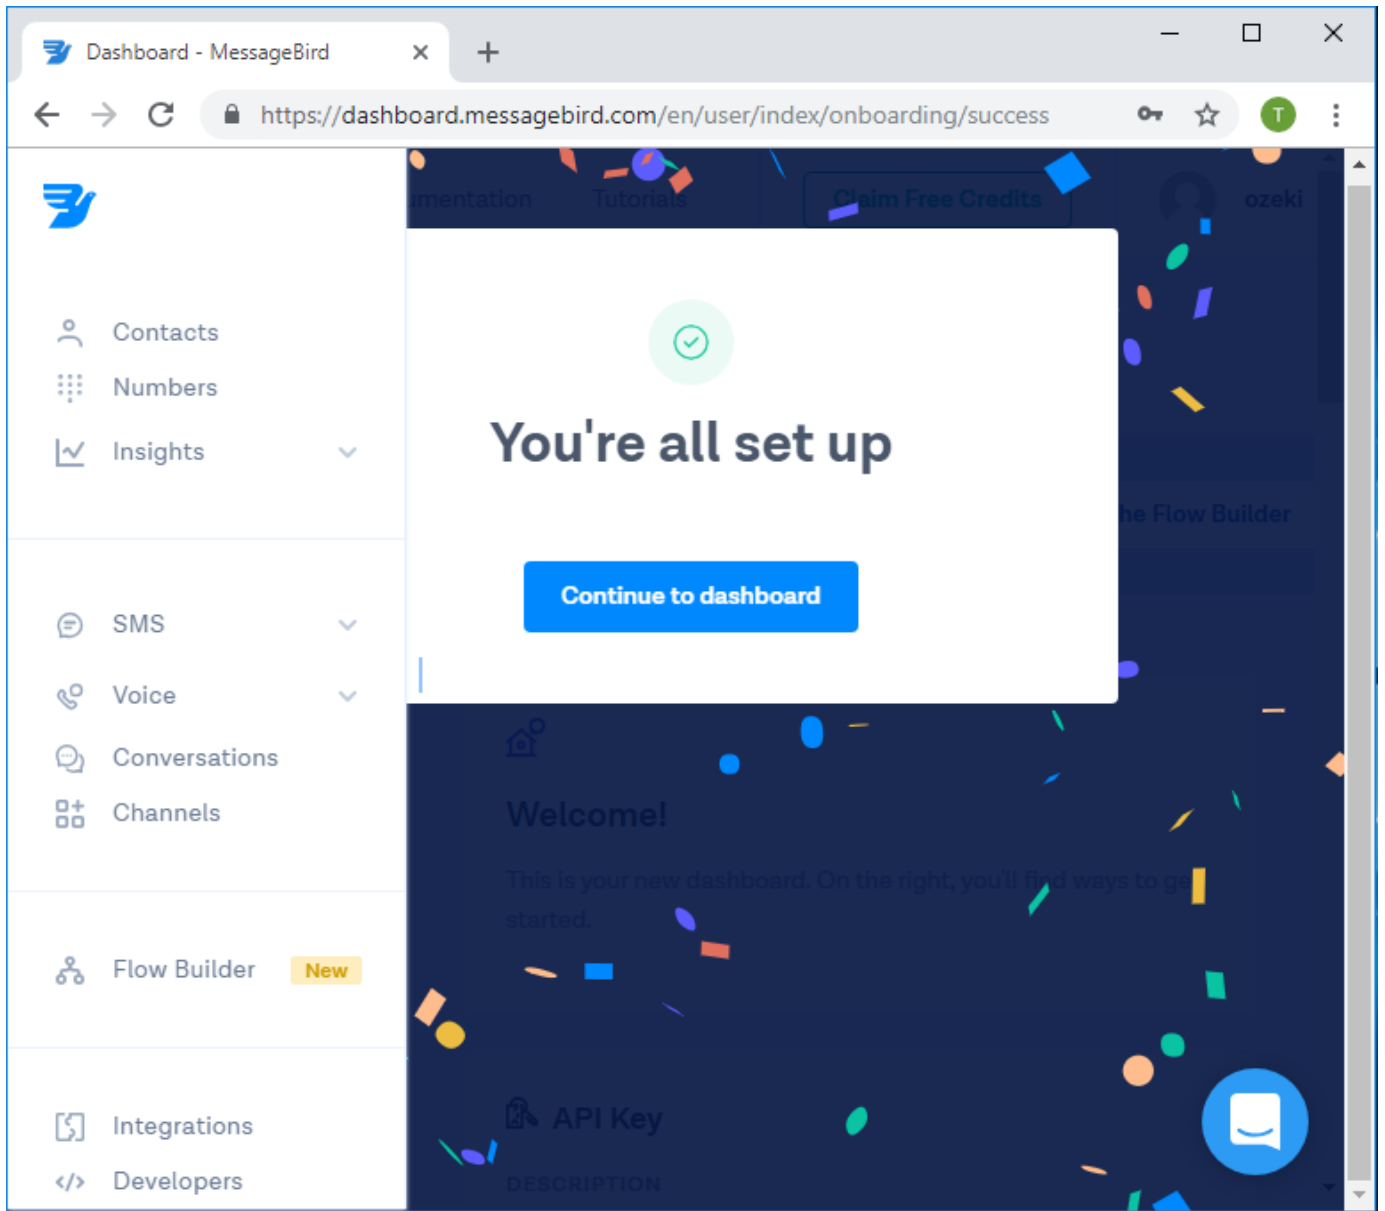 Dashboard - MessageBird
https://dashboard.messagebird.com/en/user/index/onboarding/success
T
umentation
Tutorials
Claim Free Credits
ozeki
Contacts
Numbers
Insights
You're all set up
he Flow Builder
Continue to dashboard
SMS
Voice
Conversations
Channels
Welcome!
This is your new dashboard. On the right, you'll find ways to ge
started.
Flow Builder
New
Integrations
Developers
API Key
DESCRIPTION